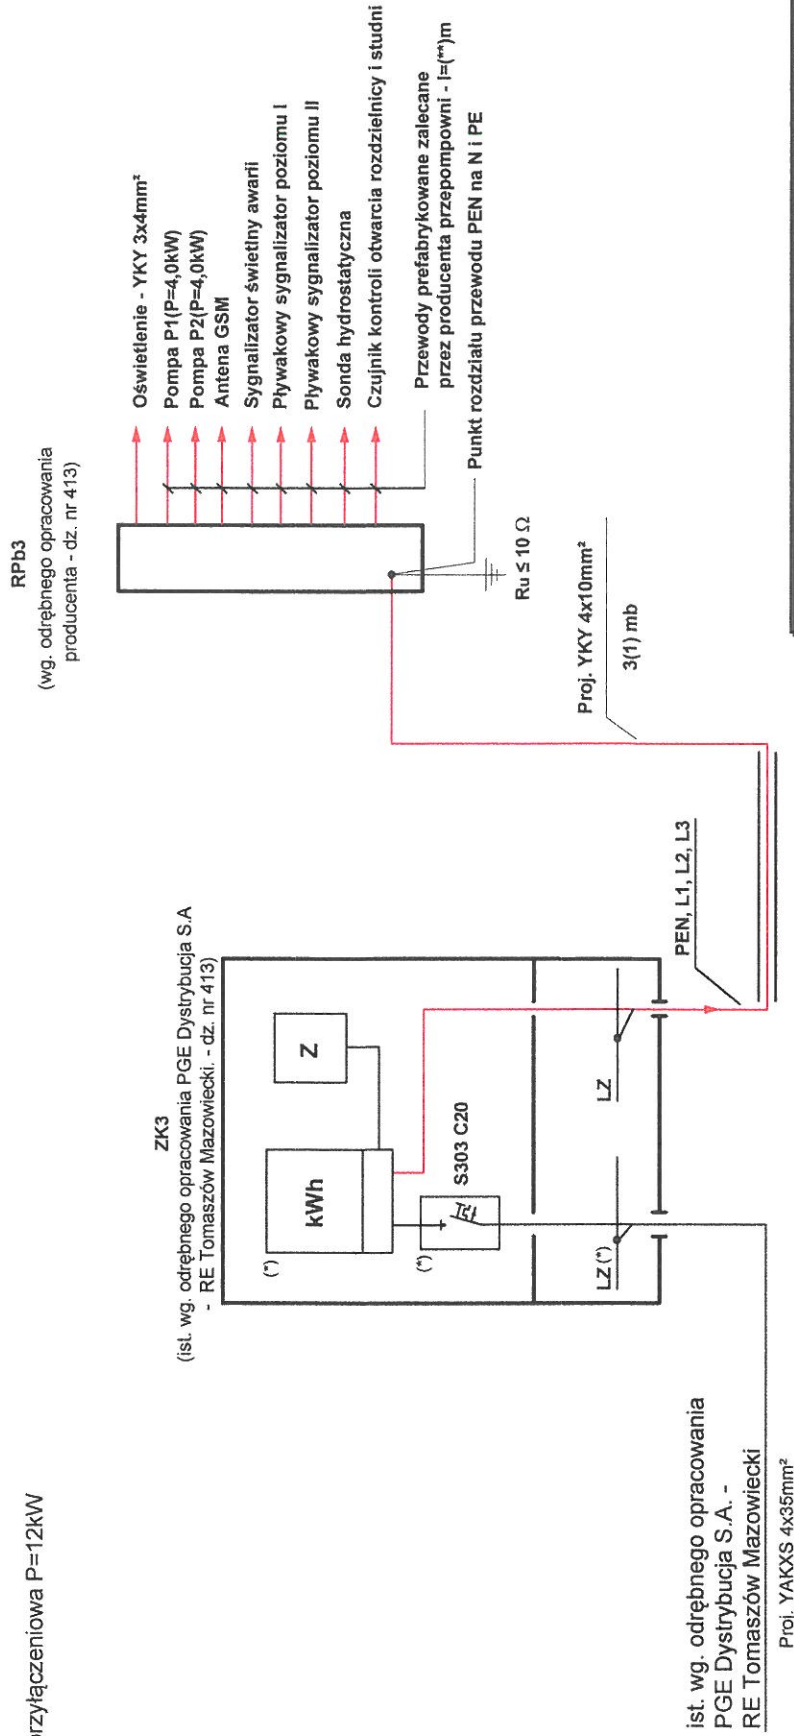 przyłączeniowa P=12kW
ZK3
(ist. wg. odrębnego opracowania PGE Dystrybucja S.A
- RE Tomaszów Mazowiecki. - dz. nr 413)
(*)
kWh
Z
(*)
S303 C20
LZ (*)
LZ
PEN, L1, L2, L3
ist. wg. odrębnego opracowania
PGE Dystrybucja S.A. -
RE Tomaszów Mazowiecki
Proj. YAKXS 4x35mm²
RPb3
(wg. odrębnego opracowania
producenta - dz. nr 413)
Oświetlenie - YKY 3x4mm²
Pompa P1(P=4,0kW)
Pompa P2(P=4,0kW)
Antena GSM
Sygnalizator świetlny awarii
Pływakowy sygnalizator poziomu I
Pływakowy sygnalizator poziomu II
Sonda hydrostatyczna
Czujnik kontroli otwarcia rozdzielnicy i studni
Przewody prefabrykowane zalecane
przez producenta przepompowni - l=(**)m
Punkt rozdziału przewodu PEN na N i PE
Ru ≤ 10 Ω
Proj. YKY 4x10mm²
3(1) mb